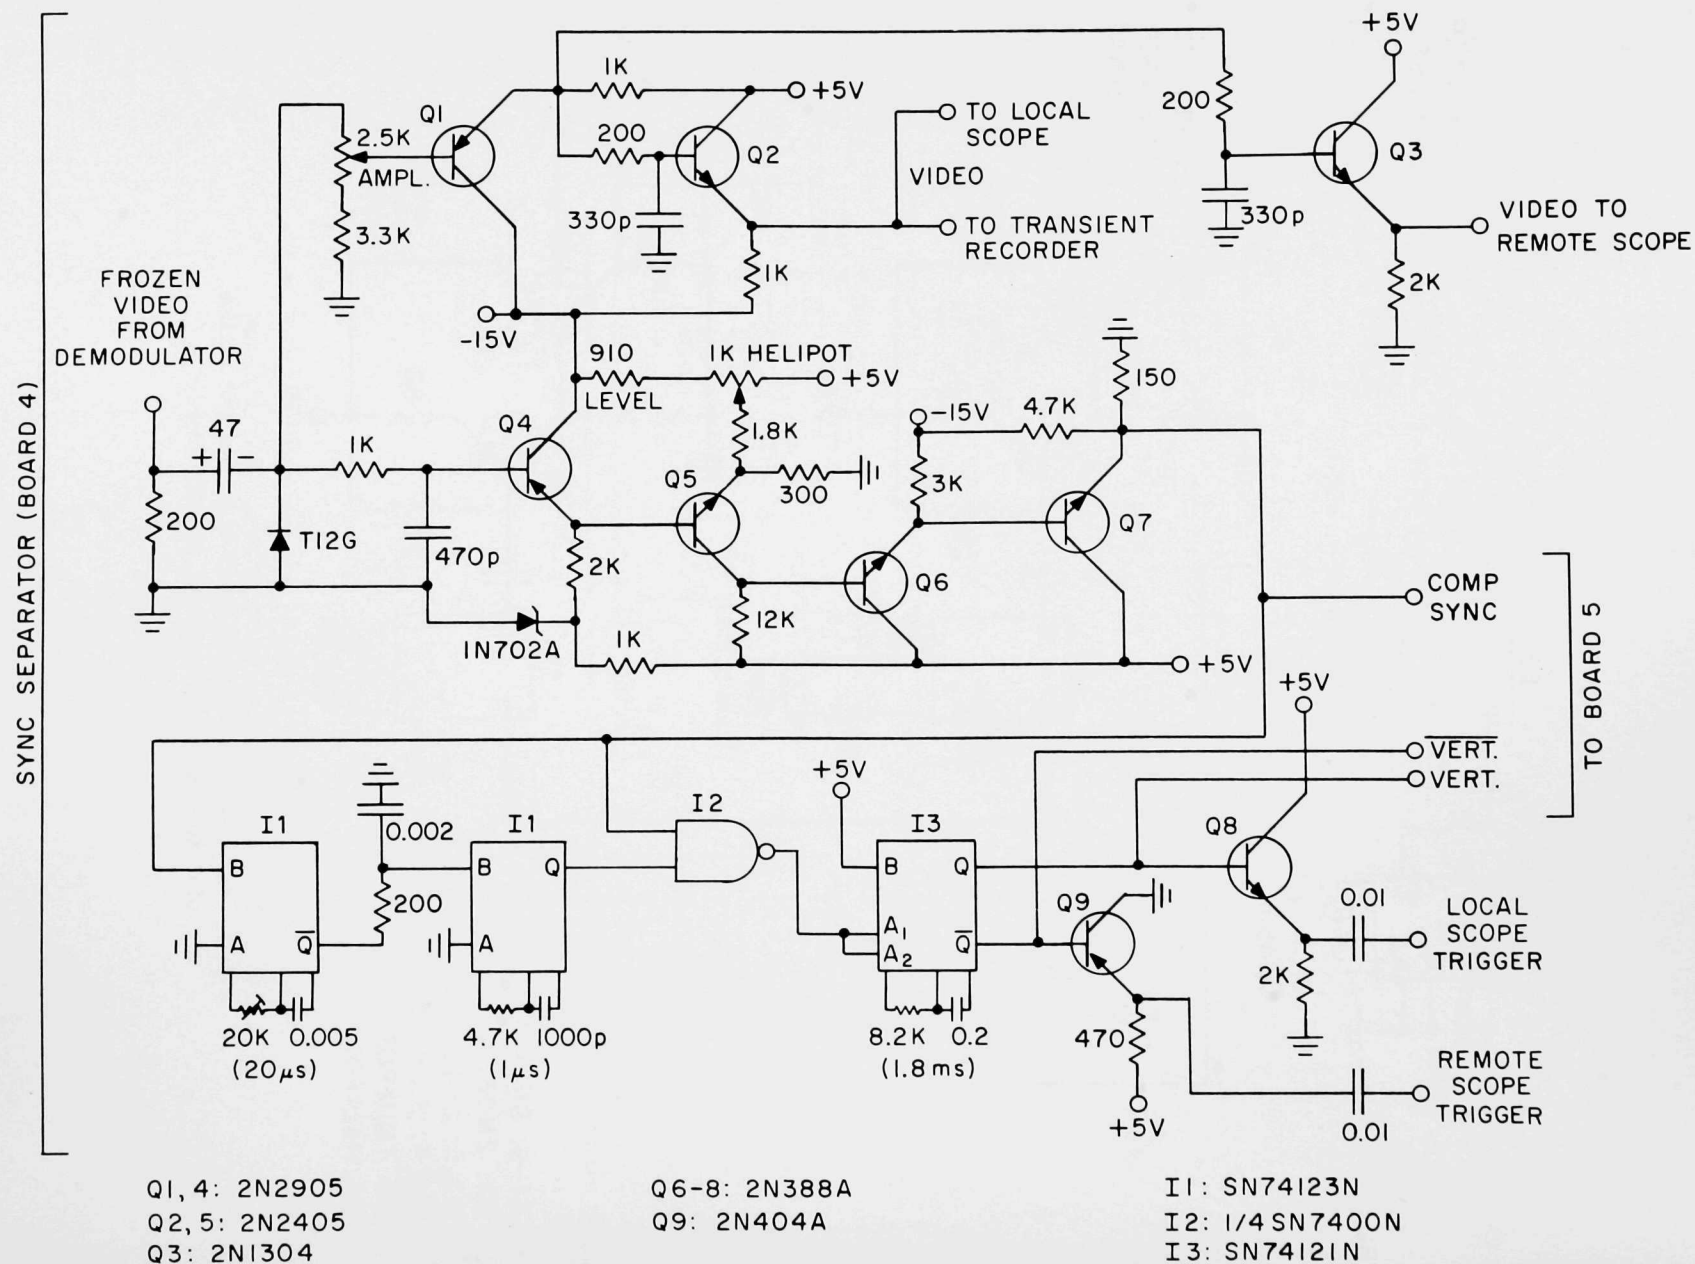 SYNC SEPARATOR (BOARD 4)
+5V
1K
+5V
Q1
2.5K
AMPL.
200
Q2
TO LOCAL
SCOPE
200
Q3
VIDEO
3.3K
330p
TO TRANSIENT
RECORDER
330p
VIDEO TO
REMOTE SCOPE
1K
2K
FROZEN
VIDEO
FROM
DEMODULATOR
-15V
910
LEVEL
1K HELIPOT
+5V
150
47
+ -
1K
Q4
1.8K
-15V
4.7K
200
T12G
470p
Q5
300
3K
Q7
2K
Q6
12K
1N702A
1K
+5V
COMP
SYNC
TO BOARD 5
+5V
VERT.
VERT.
+5V
I1
0.002
I1
I2
I3
Q8
B
B
Q
B
Q
200
Q9
0.01
LOCAL
SCOPE
TRIGGER
A
Q
A
A1
A2
Q
2K
20K
0.005
(20µs)
4.7K
1000p
(1µs)
8.2K
0.2
(1.8ms)
470
+5V
0.01
REMOTE
SCOPE
TRIGGER
Q1,4: 2N2905
Q2,5: 2N2405
Q3: 2N1304
Q6-8: 2N388A
Q9: 2N404A
I1: SN74123N
I2: 1/4 SN7400N
I3: SN74121N